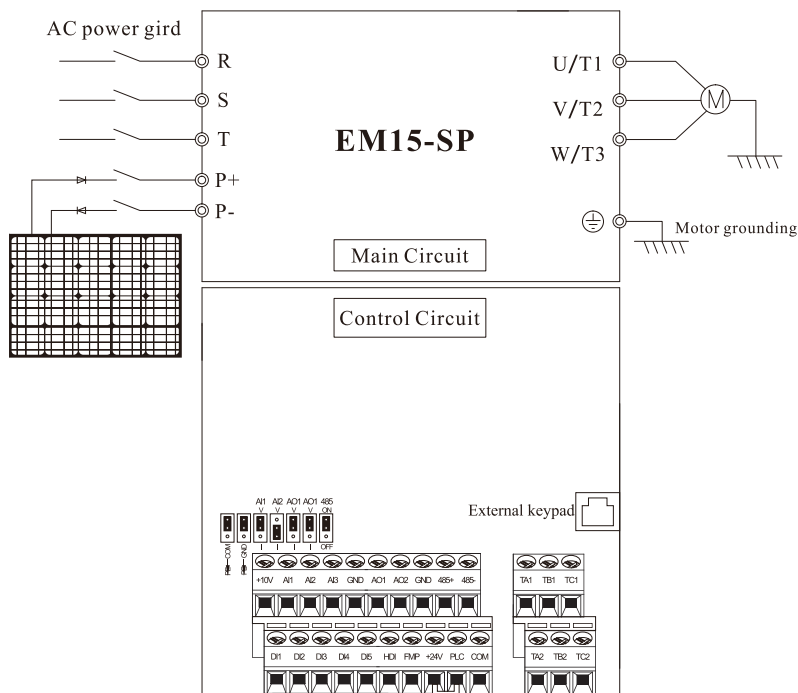 AC power gird
R
S
T
P+
P-
EM15-SP
U/T1
V/T2
W/T3
Motor grounding
M
Main Circuit
Control Circuit
External keypad
AI1 AI2 AO1 AO1 485
V V V V ON
I I I I OFF
COM GND
+10V AI1 AI2 AI3 GND AO1 AO2 GND 485+ 485-
TA1 TB1 TC1
DI1 DI2 DI3 DI4 DI5 HDI FMP +24V PLC COM
TA2 TB2 TC2